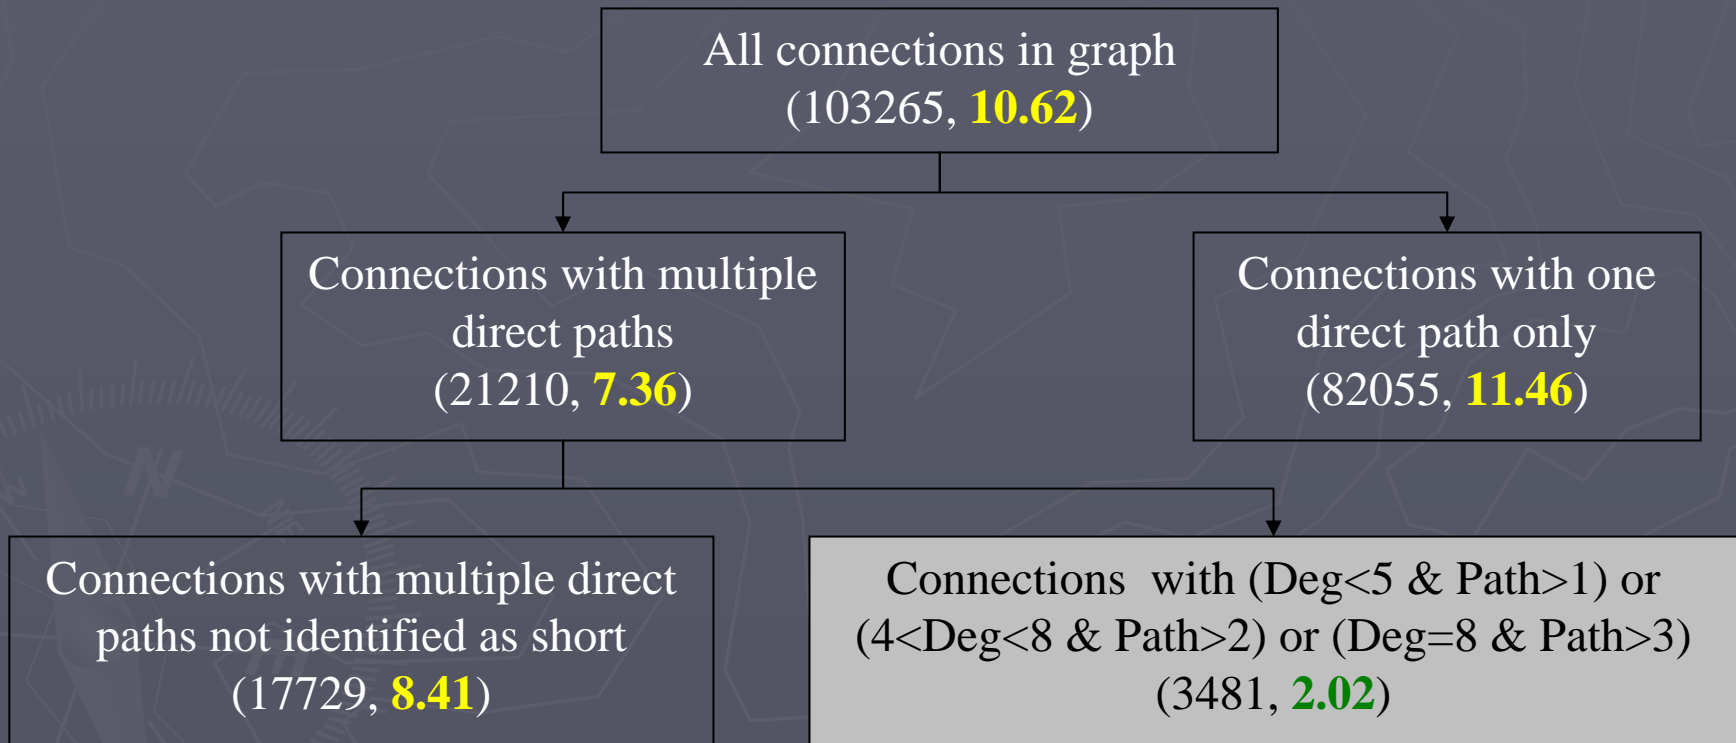 All connections in graph
(103265, 10.62)
Connections with multiple
direct paths
(21210, 7.36)
Connections with one
direct path only
(82055, 11.46)
Connections with multiple direct
paths not identified as short
(17729, 8.41)
Connections with (Deg<5 & Path>1) or
(4<Deg<8 & Path>2) or (Deg=8 & Path>3)
(3481, 2.02)
N
NE